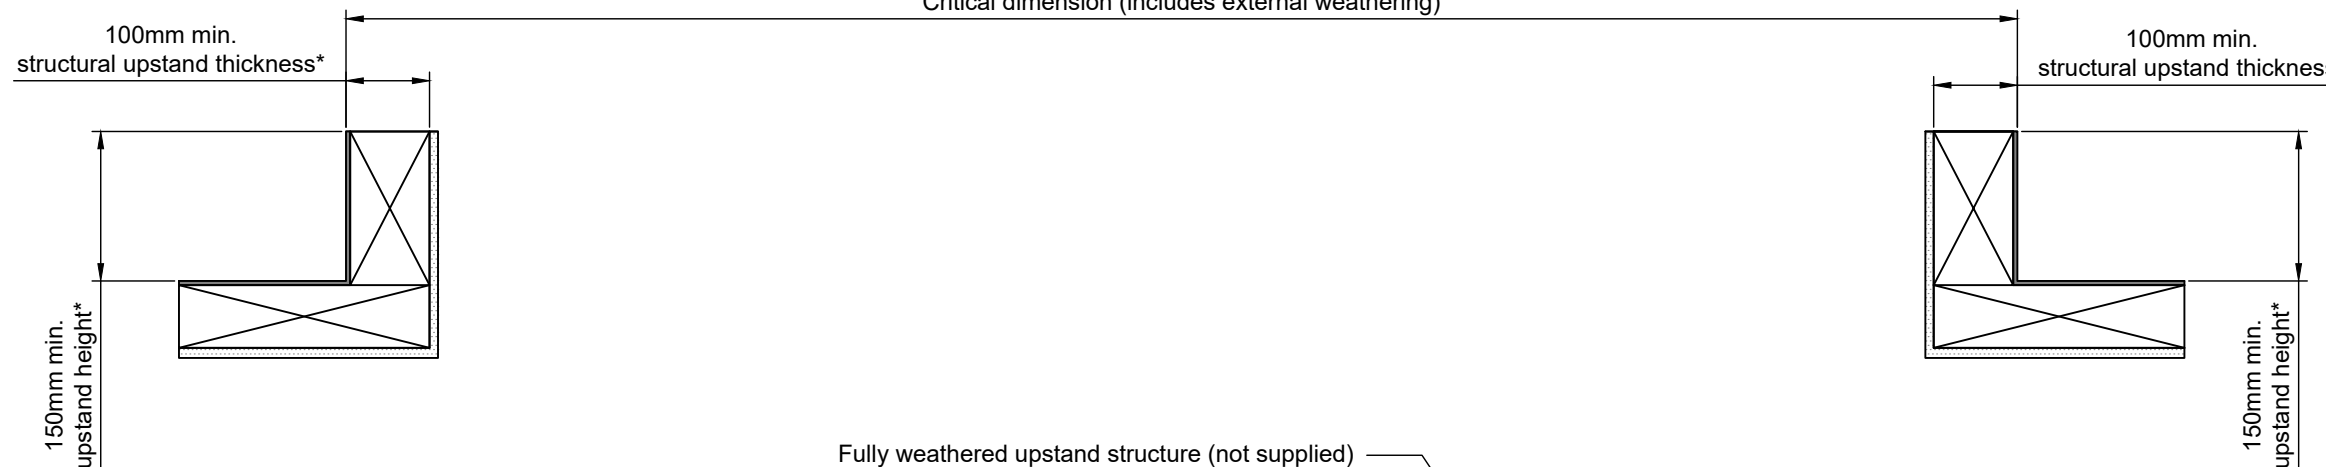 Critical dimension (includes external weathering)
100mm min.
structural upstand thickness*
100mm min.
structural upstand thicknes
150mm min.
upstand height*
150mm min.
upstand height*
Fully weathered upstand structure (not supplied)